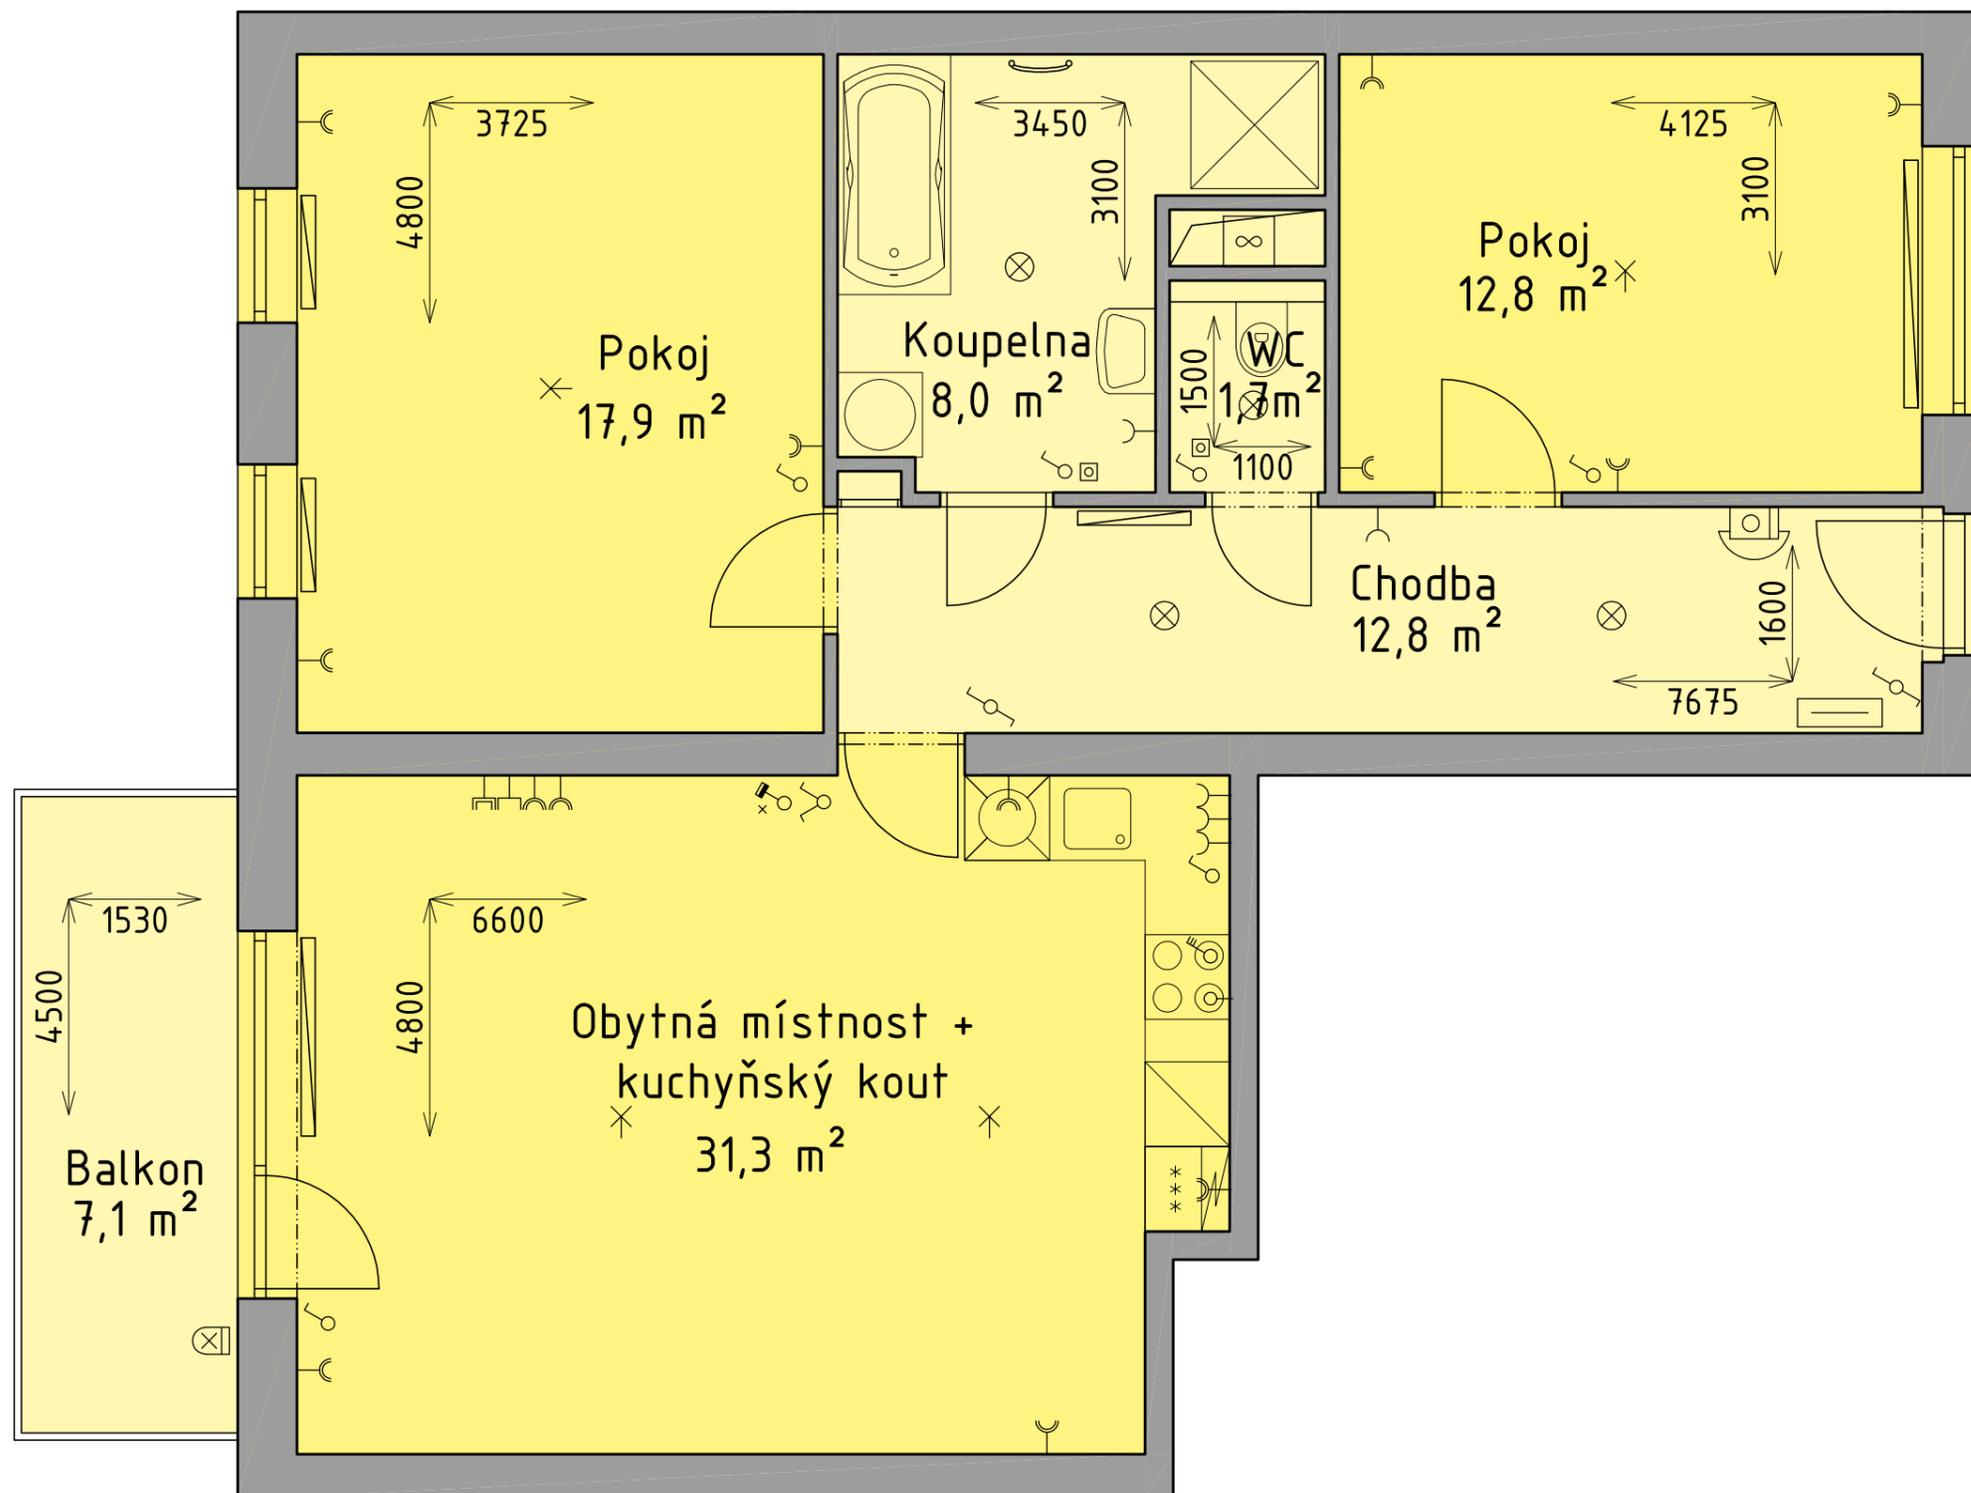 3725
4800
Pokoj
17,9 m²
3450
3100
Koupelna
8,0 m²
WC
1,7m²
1500
1100
4125
3100
Pokoj
12,8 m²
Chodba
12,8 m²
1600
7675
1530
4500
Balkon
7,1 m²
6600
4800
Obytná místnost +
kuchyňský kout
31,3 m²